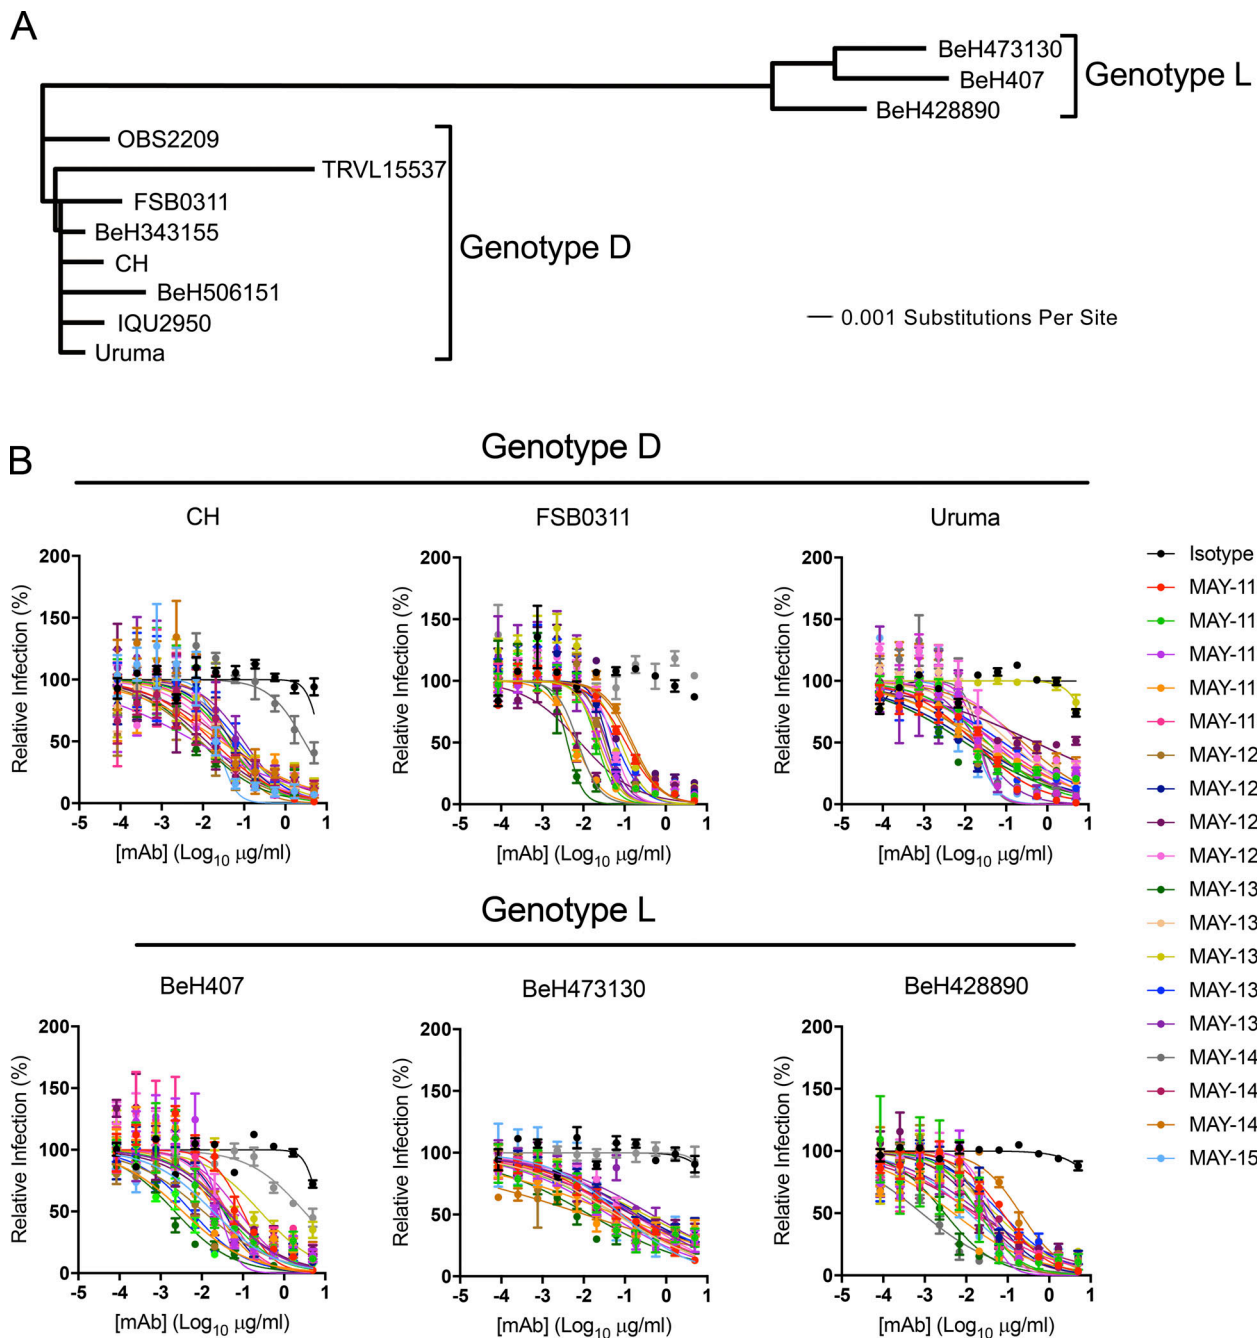 A
BeH473130
BeH407
BeH428890
Genotype L
OBS2209
TRVL15537
FSB0311
BeH343155
CH
BeH506151
IQU2950
Uruma
Genotype D
0.001 Substitutions Per Site
B
Genotype D
CH
FSB0311
Uruma
Relative Infection (%)
200
150
100
50
0
-5 -4 -3 -2 -1 0 1
[mAb] (Log10 μg/ml)
Relative Infection (%)
200
150
100
50
0
-5 -4 -3 -2 -1 0 1
[mAb] (Log10 μg/ml)
Relative Infection (%)
200
150
100
50
0
-5 -4 -3 -2 -1 0 1
[mAb] (Log10 μg/ml)
Genotype L
BeH407
BeH473130
BeH428890
Relative Infection (%)
200
150
100
50
0
-5 -4 -3 -2 -1 0 1
[mAb] (Log10 μg/ml)
Relative Infection (%)
200
150
100
50
0
-5 -4 -3 -2 -1 0 1
[mAb] (Log10 μg/ml)
Relative Infection (%)
200
150
100
50
0
-5 -4 -3 -2 -1 0 1
[mAb] (Log10 μg/ml)
Isotype
MAY-11
MAY-11
MAY-11
MAY-11
MAY-11
MAY-12
MAY-12
MAY-12
MAY-12
MAY-13
MAY-13
MAY-13
MAY-13
MAY-13
MAY-14
MAY-14
MAY-14
MAY-15